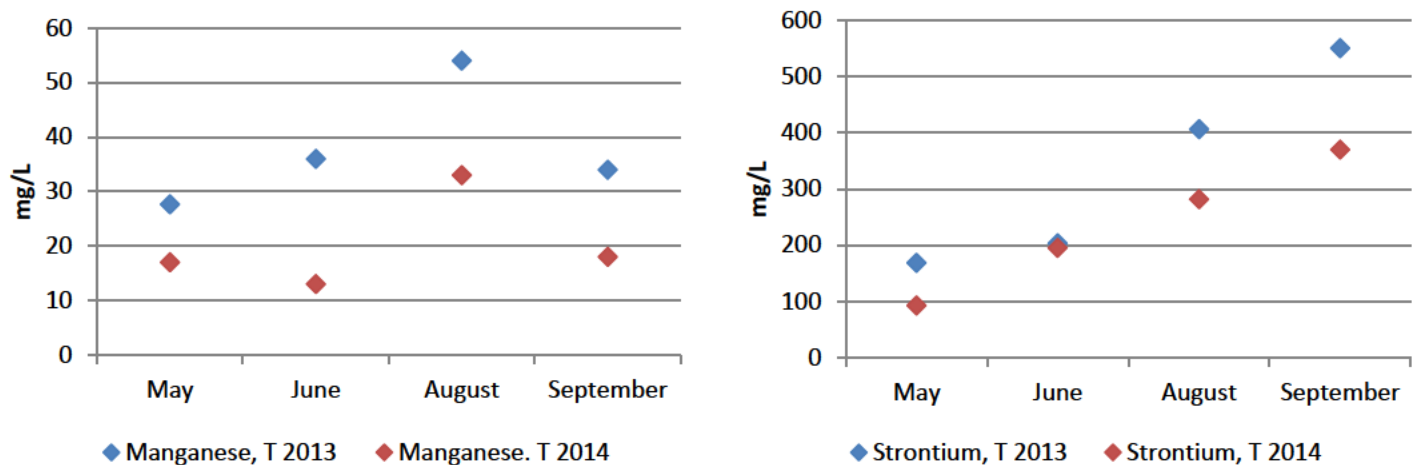 60
50
40
30
20
10
0
mg/L
May June August September
Manganese, T 2013 Manganese. T 2014
600
500
400
300
200
100
0
mg/L
May June August September
Strontium, T 2013 Strontium, T 2014